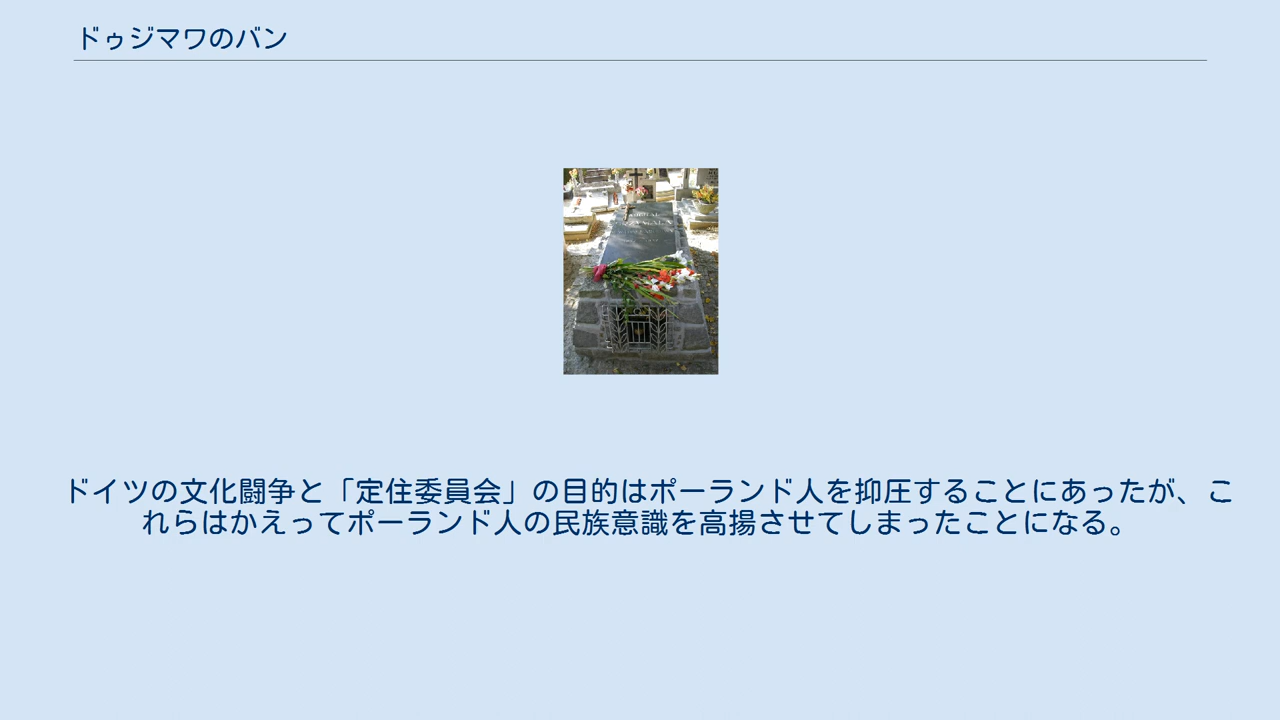 ドゥジマワのバン
ドイツの文化闘争と「定住委員会」の目的はポーランド人を抑圧することにあったが、こ
れらはかえってポーランド人の民族意識を高揚させてしまったことになる。